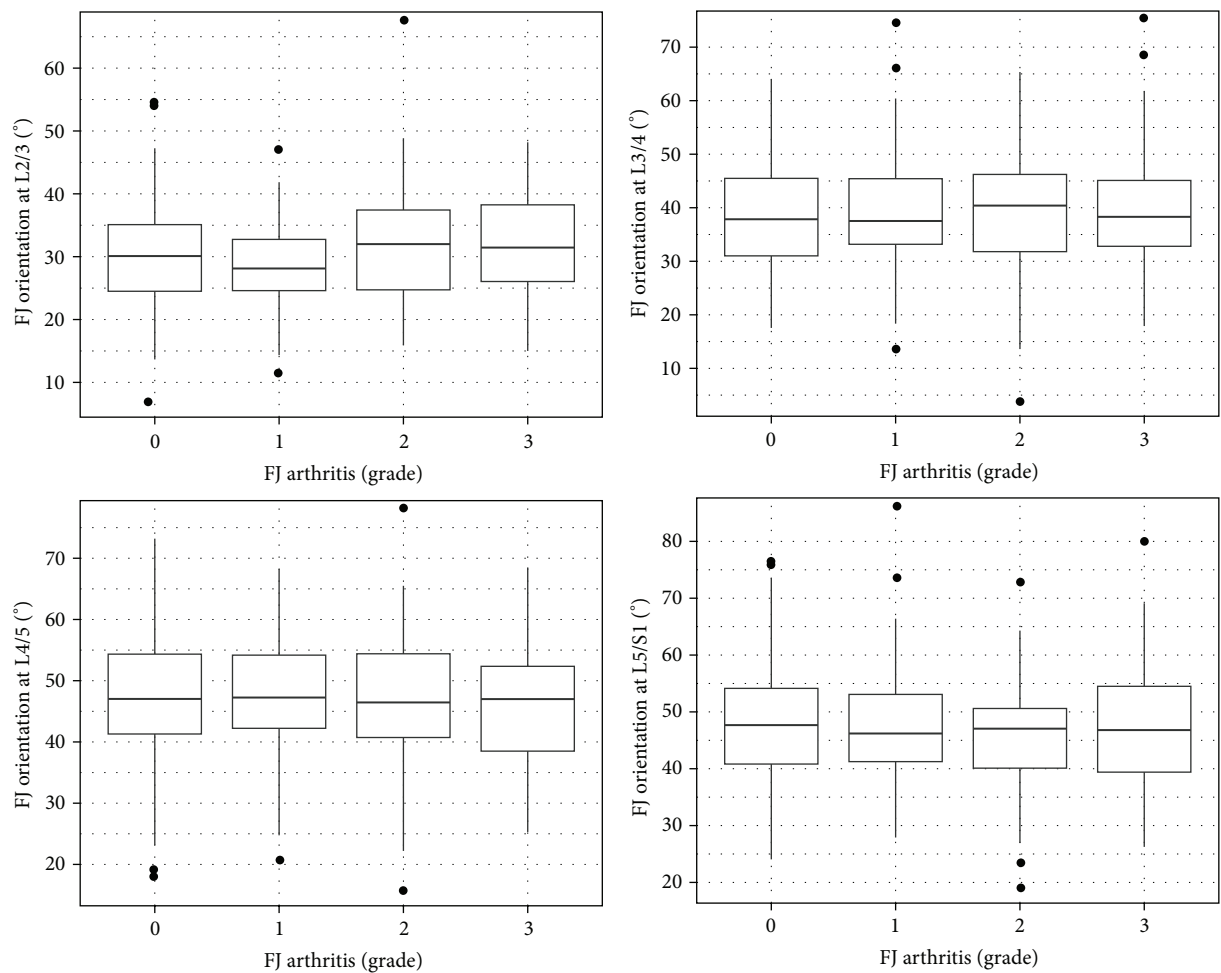 FJ orientation at L2/3 (°)
60
50
40
30
20
10
0 1 2 3
FJ arthritis (grade)
FJ orientation at L3/4 (°)
70
60
50
40
30
20
10
0 1 2 3
FJ arthritis (grade)
FJ orientation at L4/5 (°)
70
60
50
40
30
20
0 1 2 3
FJ arthritis (grade)
FJ orientation at L5/S1 (°)
80
70
60
50
40
30
20
0 1 2 3
FJ arthritis (grade)